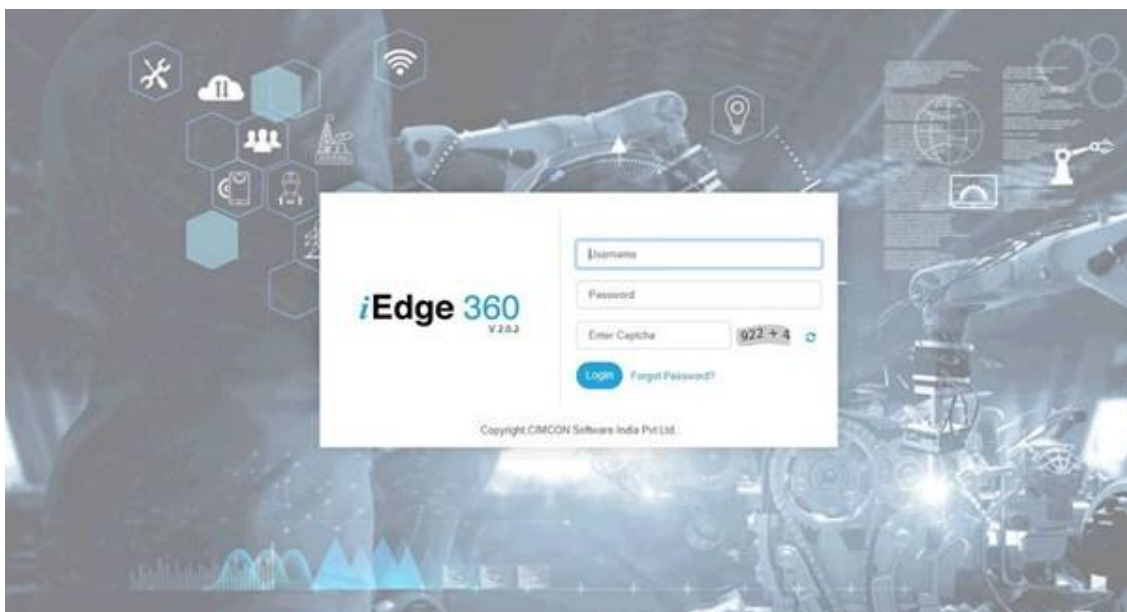 iEdge 360
V 2.0.2
Username
Password
Enter Captcha
922 + 4
Login
Forgot Password?
Copyright,CIMCON Software India Pvt Ltd.